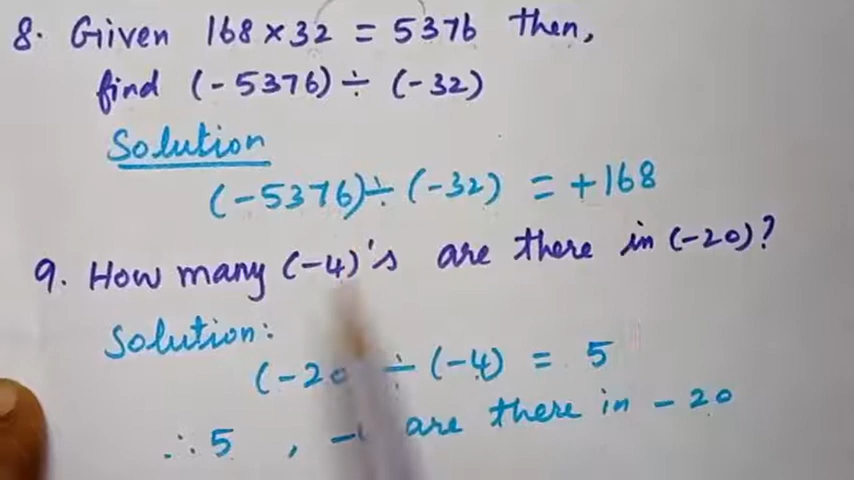 8. Given 168 × 32 = 5376 then,
find (-5376) ÷ (-32)
Solution
(-5376) ÷ (-32) = +168
9. How many (-4)'s are there in (-20)?
Solution:
(-20 ÷ (-4) = 5
∴ 5 , - are there in - 20